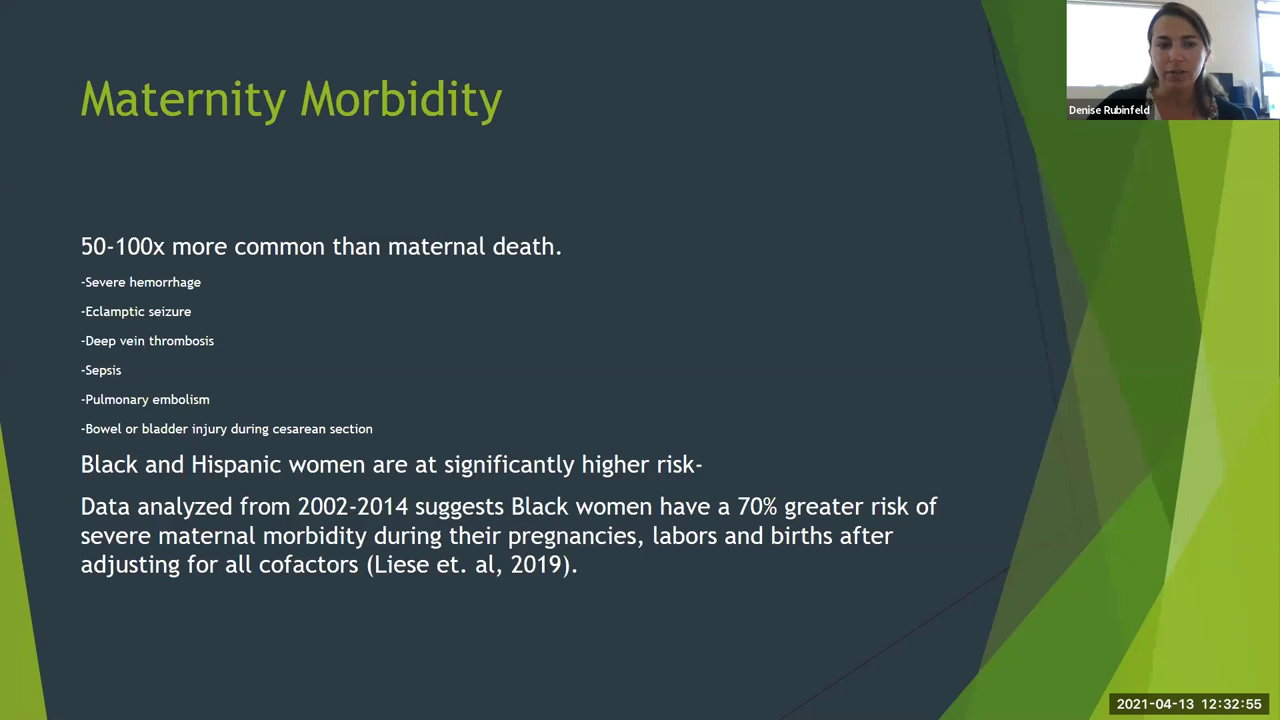 Maternity Morbidity
Denise Rubinfeld
50-100x more common than maternal death.
-Severe hemorrhage
-Eclamptic seizure
-Deep vein thrombosis
-Sepsis
-Pulmonary embolism
-Bowel or bladder injury during cesarean section
Black and Hispanic women are at significantly higher risk-
Data analyzed from 2002-2014 suggests Black women have a 70% greater risk of
severe maternal morbidity during their pregnancies, labors and births after
adjusting for all cofactors (Liese et. al, 2019).
2021-04-13 12:32:55